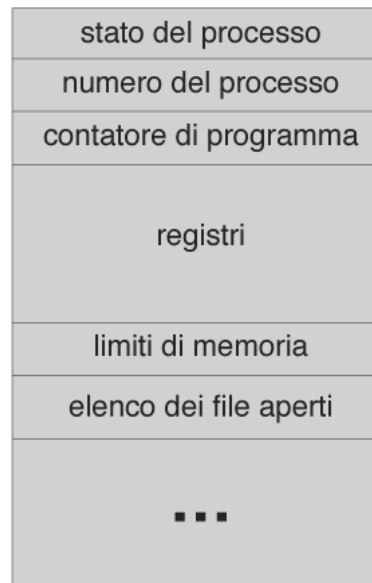 stato del processo
numero del processo
contatore di programma
registri
limiti di memoria
elenco dei file aperti
...